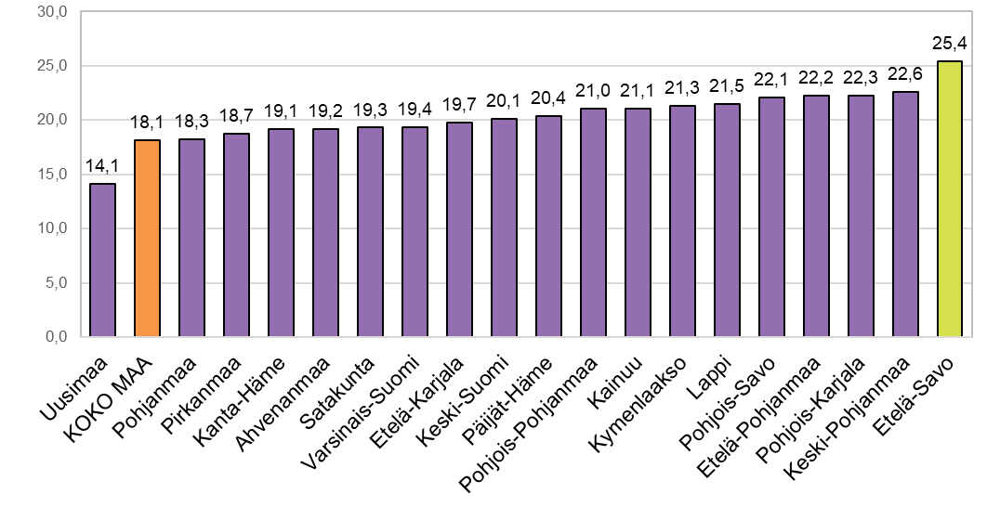 30,0
25,0
20,0
15,0
10,0
5,0
0,0
14,1
18,1
18,3
18,7
19,1
19,2
19,3
19,4
19,7
20,1
20,4
21,0
21,1
21,3
21,5
22,1
22,2
22,3
22,6
25,4
Uusimaa
KOKO MAA
Pohjanmaa
Pirkanmaa
Kanta-Häme
Ahvenanmaa
Satakunta
Varsinais-Suomi
Etelä-Karjala
Keski-Suomi
Päijät-Häme
Pohjois-Pohjanmaa
Kainuu
Kymenlaakso
Lappi
Pohjois-Savo
Etelä-Pohjanmaa
Pohjois-Karjala
Keski-Pohjanmaa
Etelä-Savo